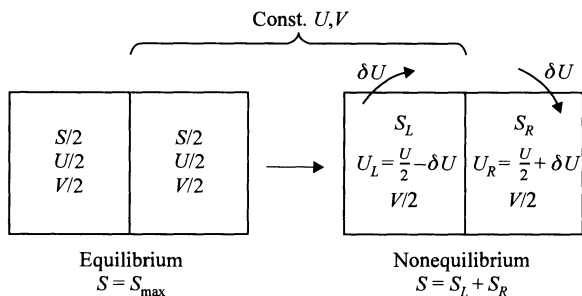 Const. U,V
δU
δU
S/2
U/2
V/2
S/2
U/2
V/2
S_L
U_L = U/2 − δU
V/2
S_R
U_R = U/2 + δU
V/2
Equilibrium
S = S_max
Nonequilibrium
S = S_L + S_R